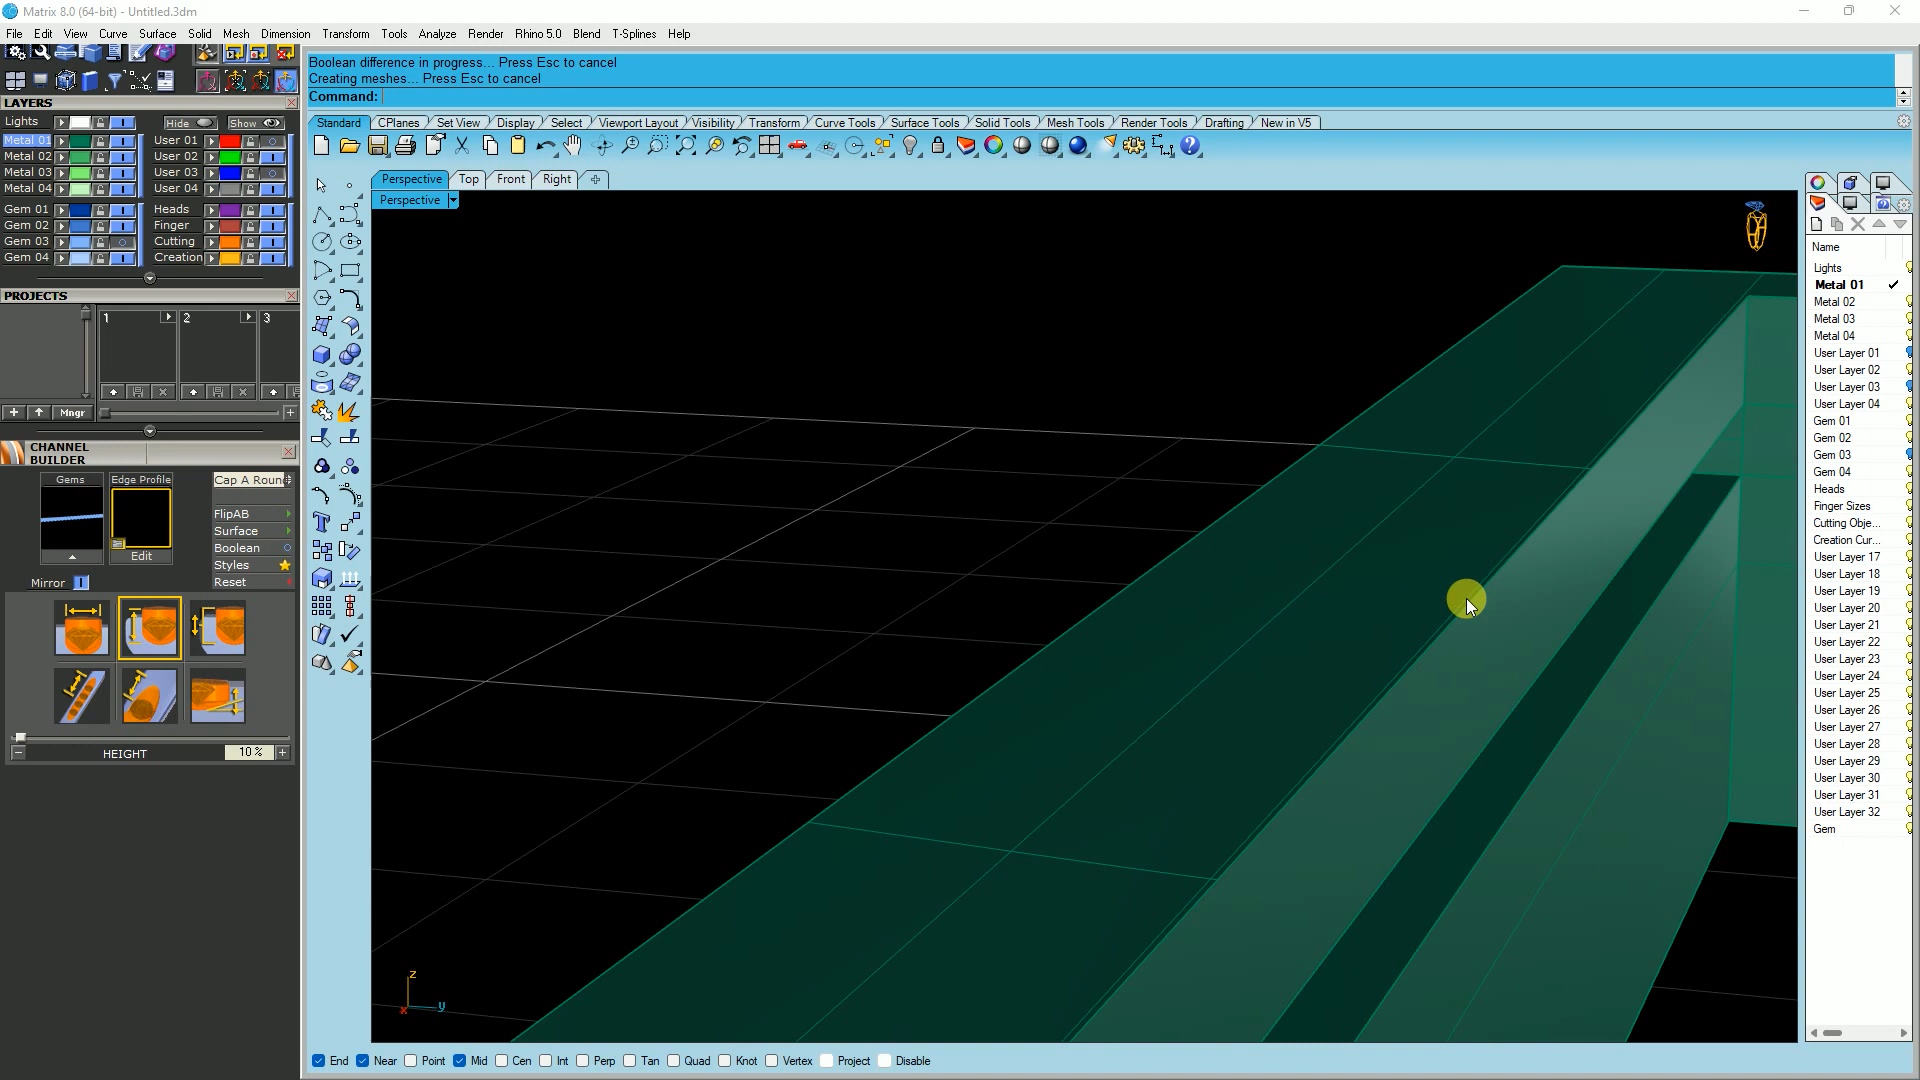 Matrix 8.0 (64-bit) - Untitled.3dm
File Edit View Curve Surface Solid Mesh Dimension Transform Tools Analyze Render Rhino 5.0 Blend T-Splines Help
Boolean difference in progress... Press Esc to cancel
Creating meshes... Press Esc to cancel
Command:
LAYERS
Lights Hide Show
Metal 01 User 01
Metal 02 User 02
Metal 03 User 03
Metal 04 User 04
Gem 01 Heads
Gem 02 Finger
Gem 03 Cutting
Gem 04 Creation
PROJECTS
1 2 3
Mngr
CHANNEL
BUILDER
Gems Edge Profile Cap A Roun
FlipAB
Surface
Boolean
Edit
Styles
Mirror
Reset
HEIGHT 10%
Standard CPlanes Set View Display Select Viewport Layout Visibility Transform Curve Tools Surface Tools Solid Tools Mesh Tools Render Tools Drafting New in V5
Perspective Top Front Right
Perspective
z
x y
Name
Lights
Metal 01
Metal 02
Metal 03
Metal 04
User Layer 01
User Layer 02
User Layer 03
User Layer 04
Gem 01
Gem 02
Gem 03
Gem 04
Heads
Finger Sizes
Cutting Obje...
Creation Cur...
User Layer 17
User Layer 18
User Layer 19
User Layer 20
User Layer 21
User Layer 22
User Layer 23
User Layer 24
User Layer 25
User Layer 26
User Layer 27
User Layer 28
User Layer 29
User Layer 30
User Layer 31
User Layer 32
Gem
End Near Point Mid Cen Int Perp Tan Quad Knot Vertex Project Disable